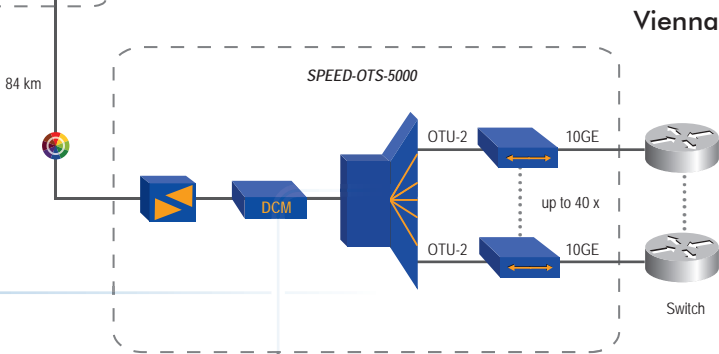 Vienna
84 km
SPEED-OTS-5000
OTU-2
10GE
DCM
up to 40 x
OTU-2
10GE
Switch